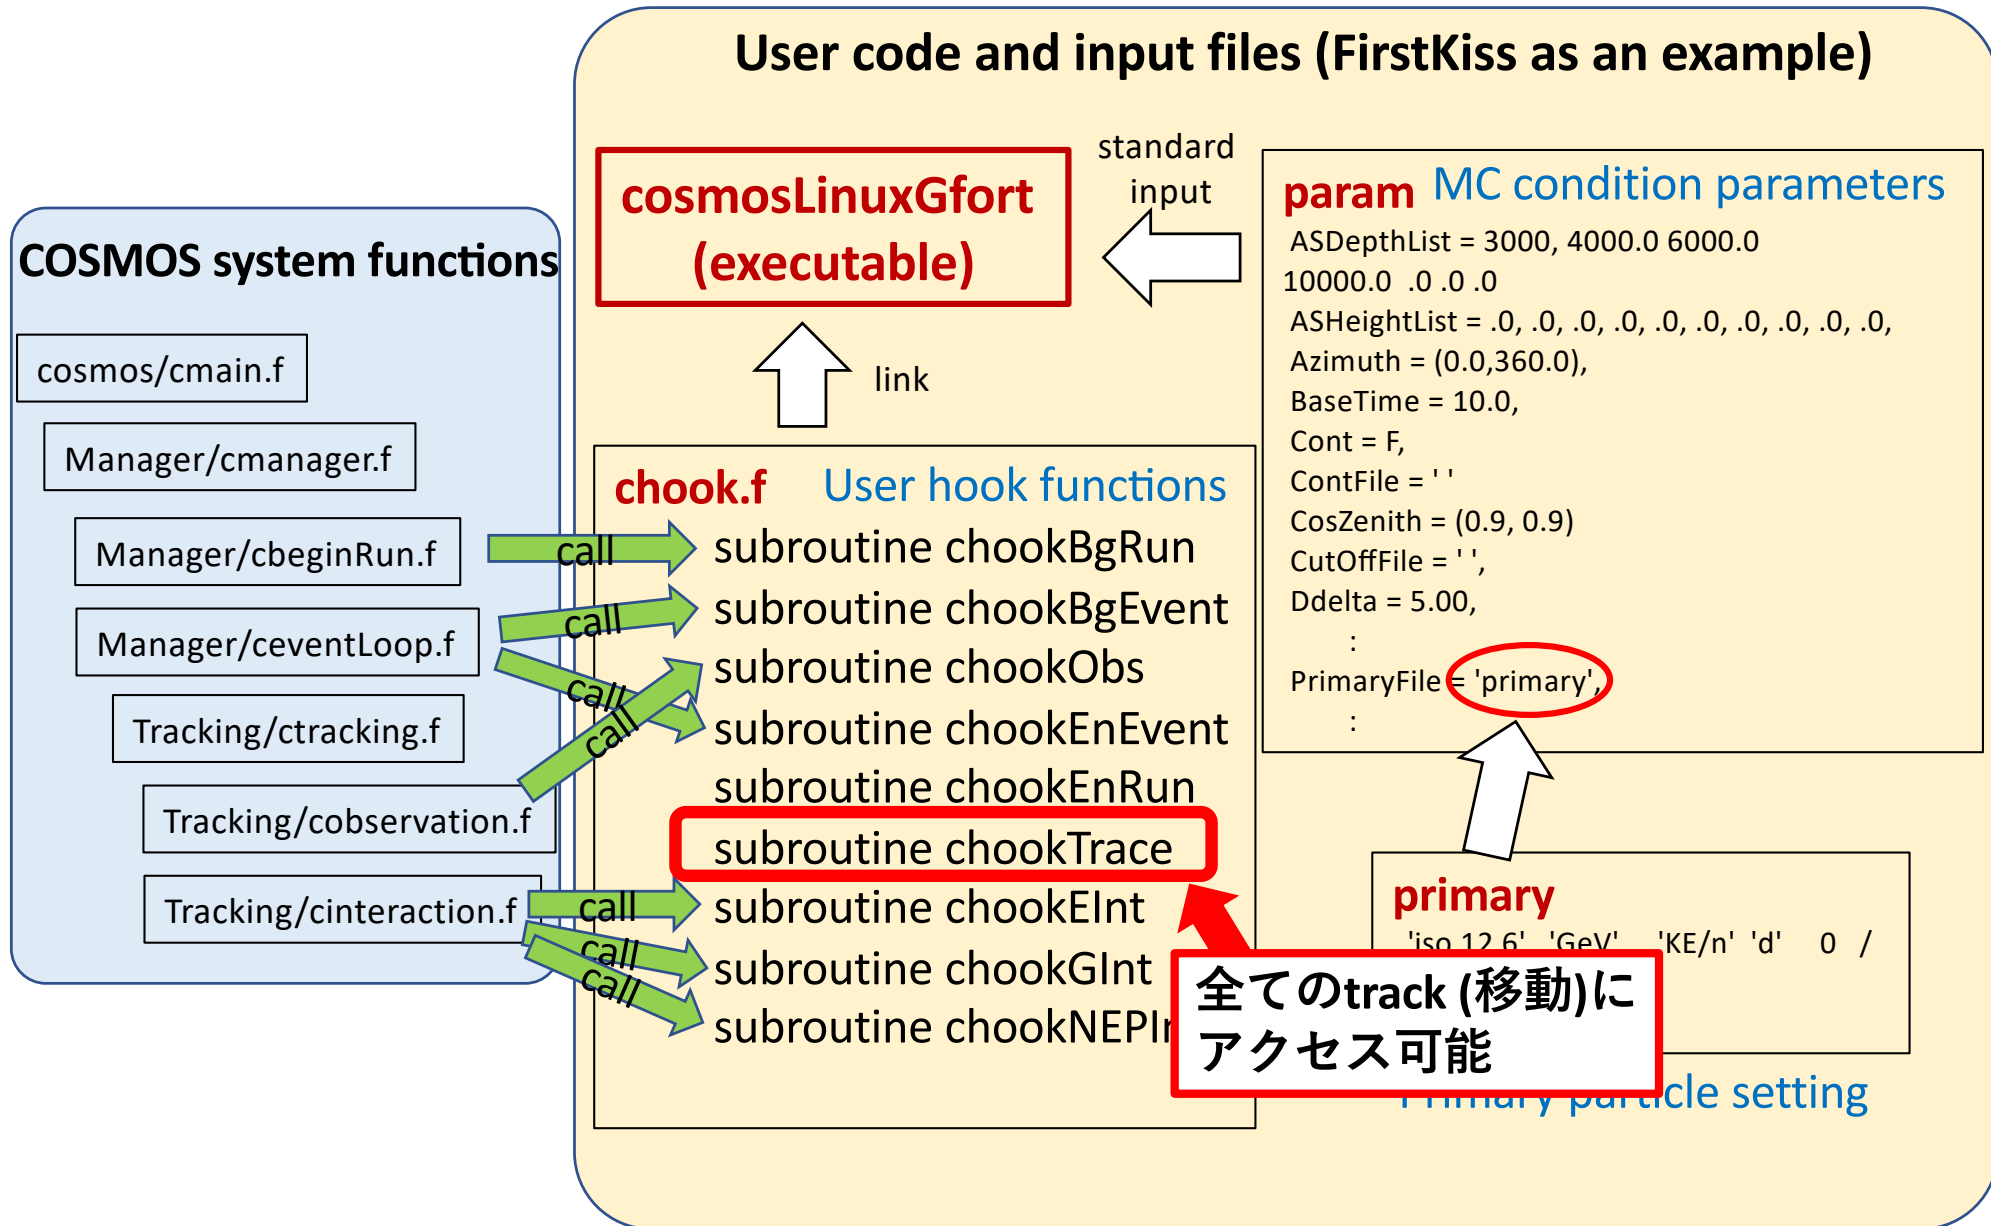 User code and input files (FirstKiss as an example)
COSMOS system functions
cosmos/cmain.f
Manager/cmanager.f
Manager/cbeginRun.f
Manager/ceventLoop.f
Tracking/ctracking.f
Tracking/cobservation.f
Tracking/cinteraction.f
cosmosLinuxGfort
(executable)
standard
input
link
chook.f User hook functions
call subroutine chookBgRun
call subroutine chookBgEvent
call subroutine chookObs
call subroutine chookEnEvent
subroutine chookEnRun
subroutine chookTrace
call subroutine chookEInt
call subroutine chookGInt
call subroutine chookNEPIn
param MC condition parameters
ASDepthList = 3000, 4000.0 6000.0
10000.0 .0 .0 .0
ASHeightList = .0, .0, .0, .0, .0, .0, .0, .0, .0, .0,
Azimuth = (0.0,360.0),
BaseTime = 10.0,
Cont = F,
ContFile = ' '
CosZenith = (0.9, 0.9)
CutOffFile = ' ',
Ddelta = 5.00,
:
PrimaryFile = 'primary',
:
primary
'iso 12 6' 'GeV' 'KE/n' 'd' 0 /
全てのtrack (移動)に
アクセス可能
Primary particle setting